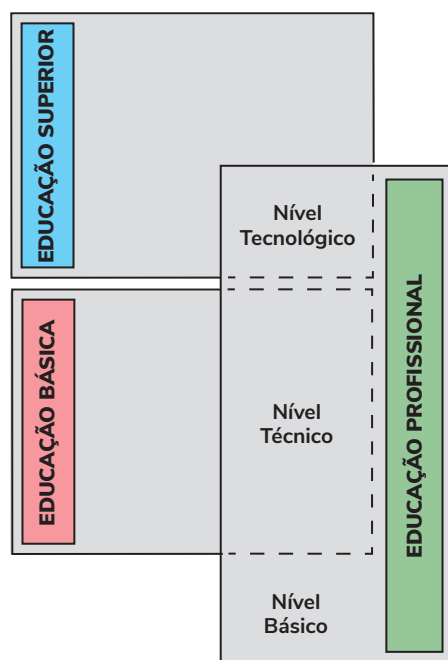 EDUCAÇÃO SUPERIOR
Nível
Tecnológico
EDUCAÇÃO BÁSICA
Nível
Técnico
EDUCAÇÃO PROFISSIONAL
Nível
Básico